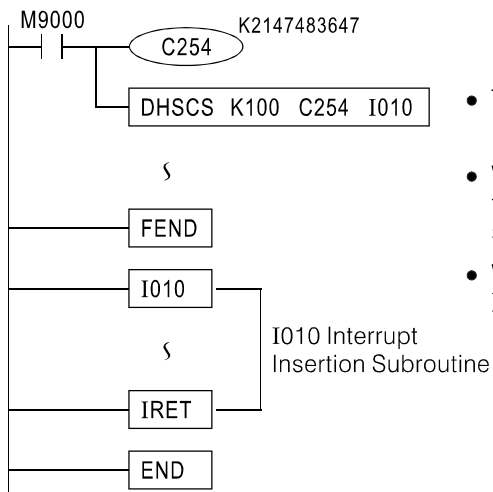 M9000
K2147483647
C254
DHSCS K100 C254 I010
FEND
I010
I010 Interrupt
Insertion Subroutine
IRET
END